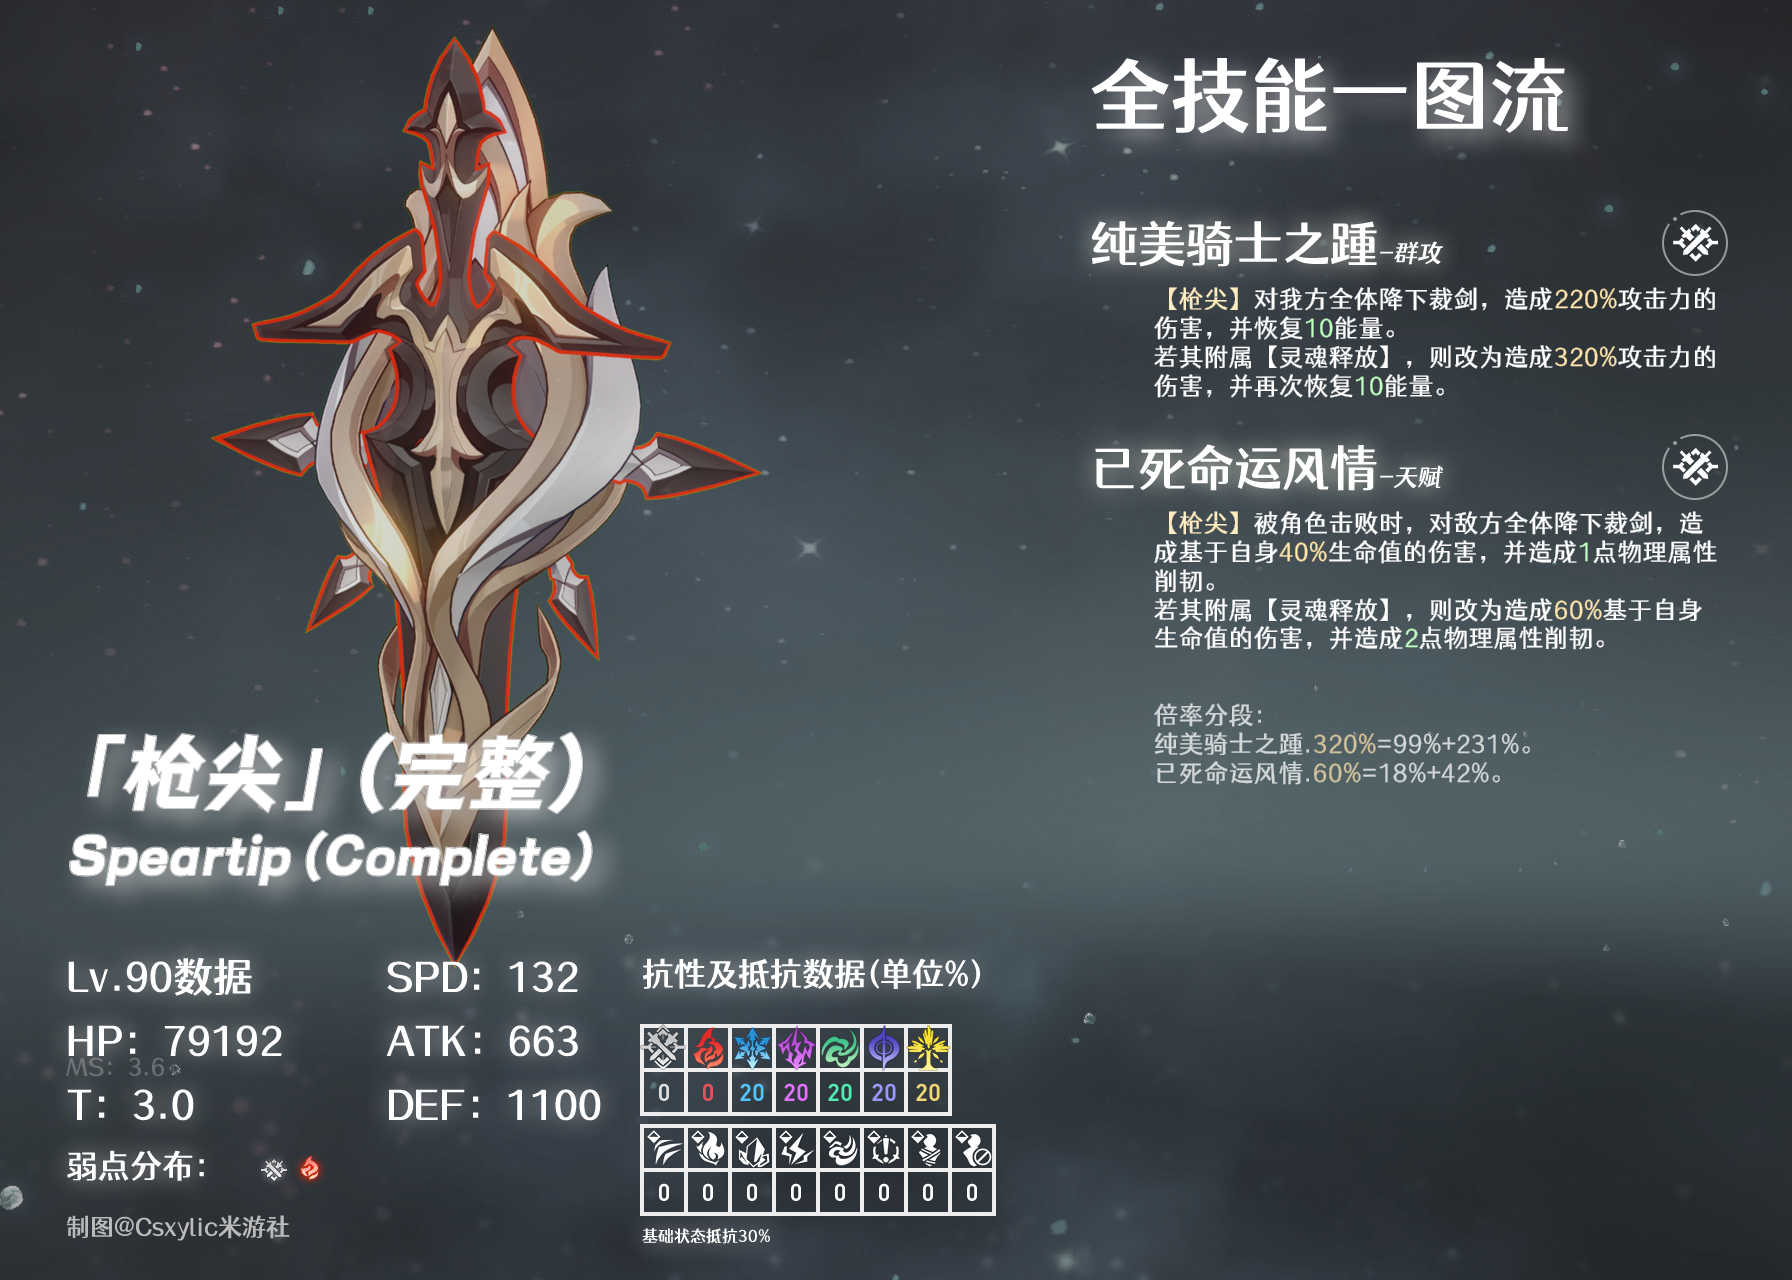 全技能一图流
纯美骑士之踵-群攻
【枪尖】对我方全体降下裁剑，造成220%攻击力的
伤害，并恢复10能量。
若其附属【灵魂释放】，则改为造成320%攻击力的
伤害，并再次恢复10能量。
已死命运风情-天赋
【枪尖】被角色击败时，对敌方全体降下裁剑，造
成基于自身40%生命值的伤害，并造成1点物理属性
削韧。
若其附属【灵魂释放】，则改为造成60%基于自身
生命值的伤害，并造成2点物理属性削韧。
倍率分段：
纯美骑士之踵.320%=99%+231%。
已死命运风情.60%=18%+42%。
「枪尖」（完整）
Speartip (Complete)
Lv.90数据
SPD：132
HP：79192
ATK：663
MS：3.6
T：3.0
DEF：1100
弱点分布：
制图@Csxylic米游社
抗性及抵抗数据(单位%)
0 0 20 20 20 20 20
0 0 0 0 0 0 0 0
基础状态抵抗30%